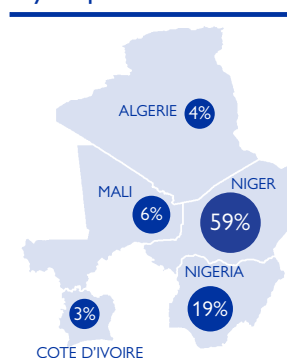 ALGERIE 4%
NIGER
MALI
6%
59%
NIGERIA
19%
3%
COTE D'IVOIRE